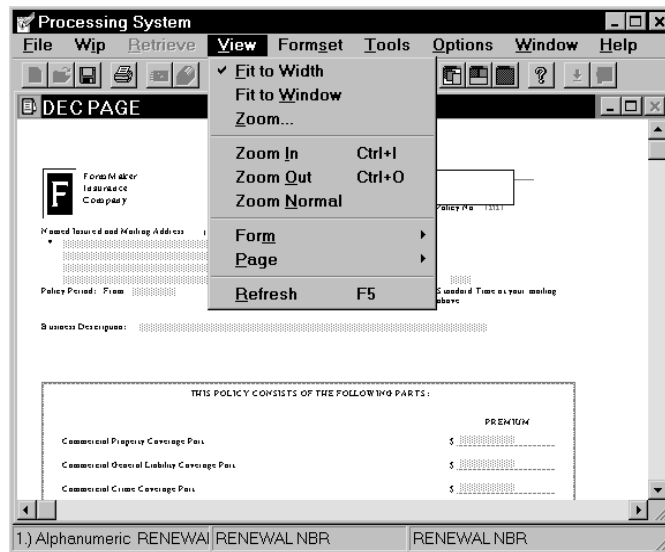 Processing System
File Wip Retrieve View Formset Tools Options Window Help
Fit to Width
Fit to Window
Zoom...
Zoom In Ctrl+I
Zoom Out Ctrl+O
Zoom Normal
Form
Page
Refresh F5
DEC PAGE
F
FormMaker
Insurance
Company
Policy No
Named Insured and Mailing Address
Policy Period: From
Standard Time at your mailing
above
Business Description:
THIS POLICY CONSISTS OF THE FOLLOWING PARTS:
PREMIUM
Commercial Property Coverage Part $
Commercial General Liability Coverage Part $
Commercial Crime Coverage Part $
1.) Alphanumeric RENEWAL RENEWAL NBR RENEWAL NBR